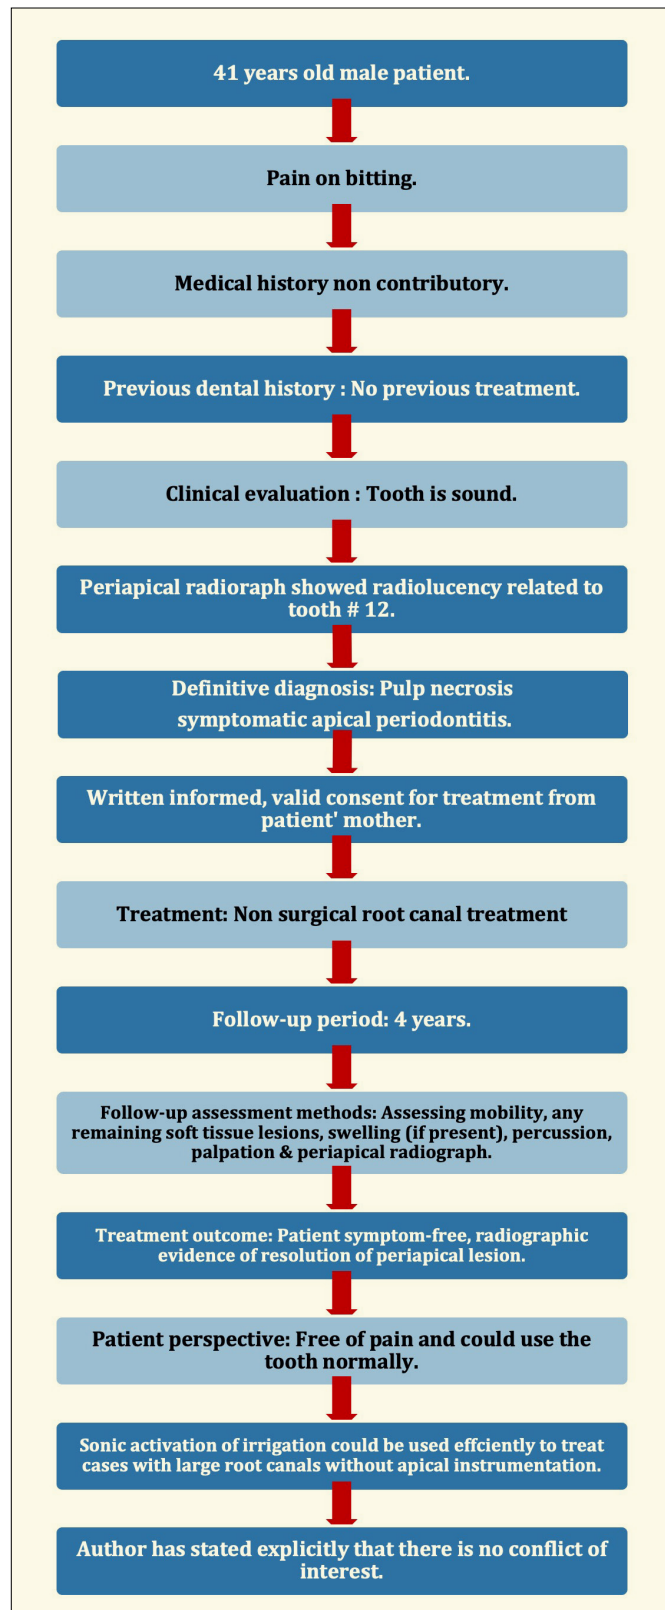 41 years old male patient.
Pain on bitting.
Medical history non contributory.
Previous dental history : No previous treatment.
Clinical evaluation : Tooth is sound.
Periapical radioraph showed radiolucency related to
tooth # 12.
Definitive diagnosis: Pulp necrosis
symptomatic apical periodontitis.
Written informed, valid consent for treatment from
patient' mother.
Treatment: Non surgical root canal treatment
Follow-up period: 4 years.
Follow-up assessment methods: Assessing mobility, any
remaining soft tissue lesions, swelling (if present), percussion,
palpation & periapical radiograph.
Treatment outcome: Patient symptom-free, radiographic
evidence of resolution of periapical lesion.
Patient perspective: Free of pain and could use the
tooth normally.
Sonic activation of irrigation could be used effciently to treat
cases with large root canals without apical instrumentation.
Author has stated explicitly that there is no conflict of
interest.